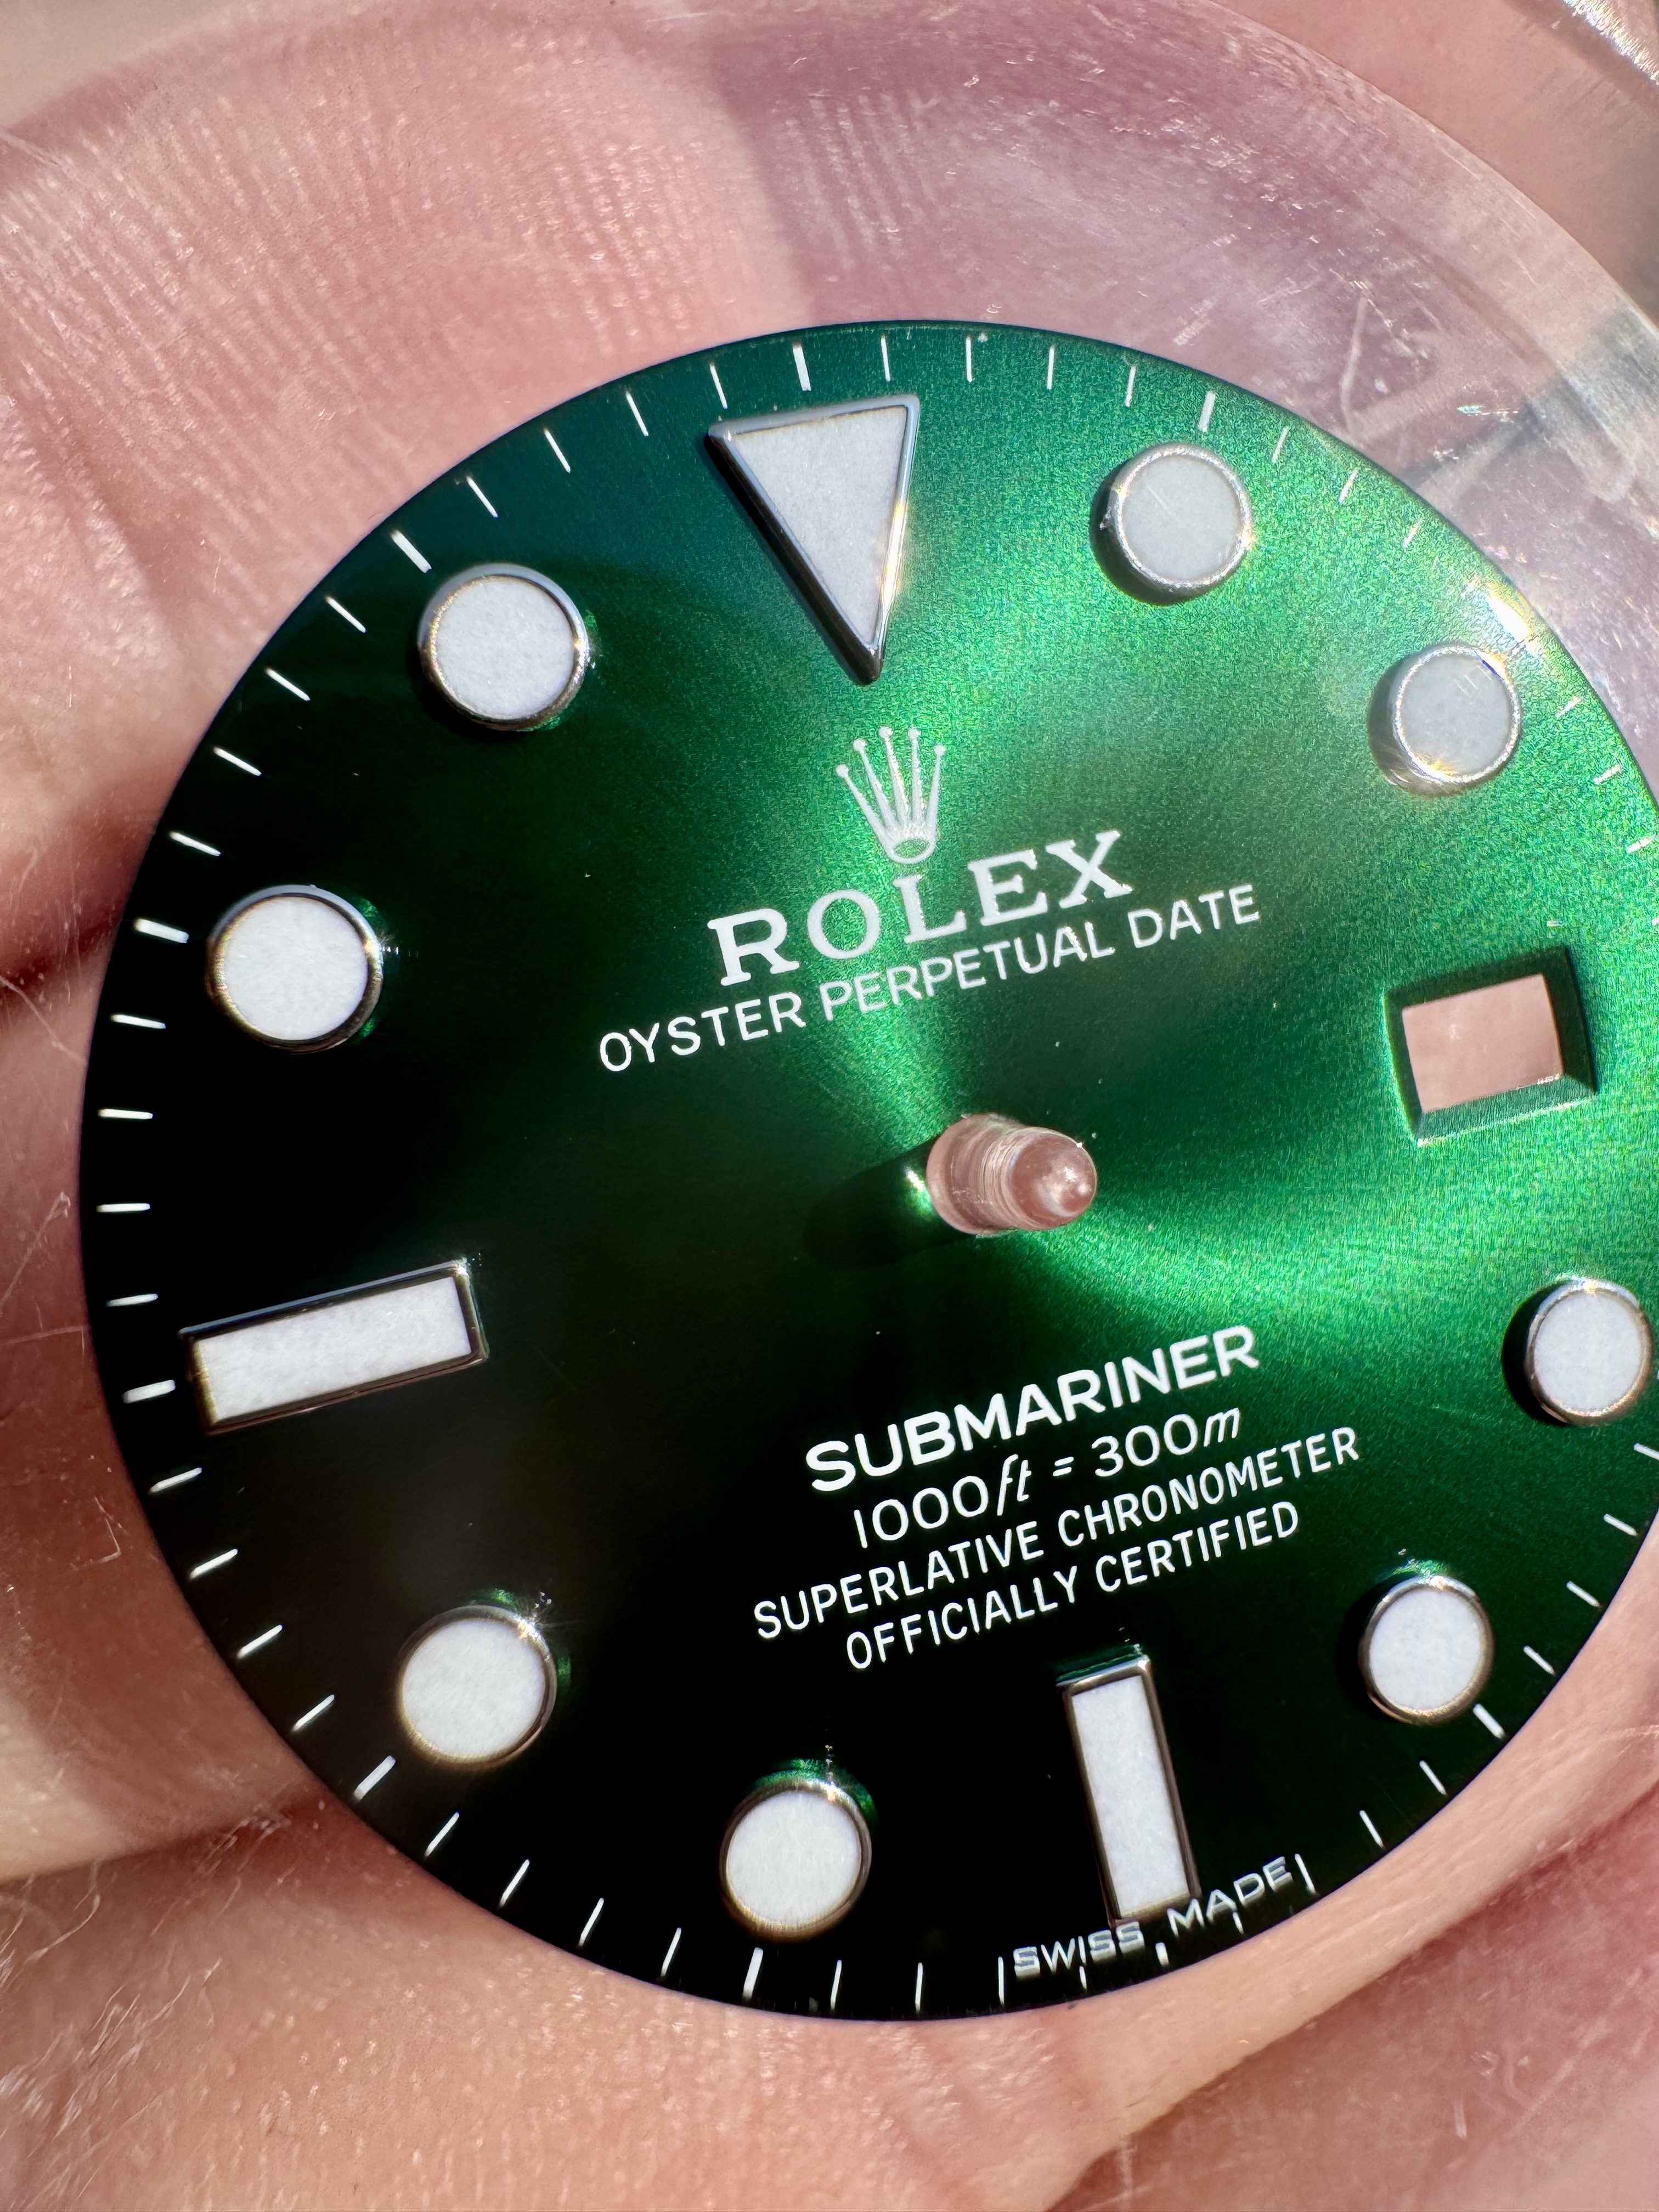 ROLEX
OYSTER PERPETUAL DATE
SUBMARINER
1000ft = 300m
SUPERLATIVE CHRONOMETER
OFFICIALLY CERTIFIED
SWISS MADE